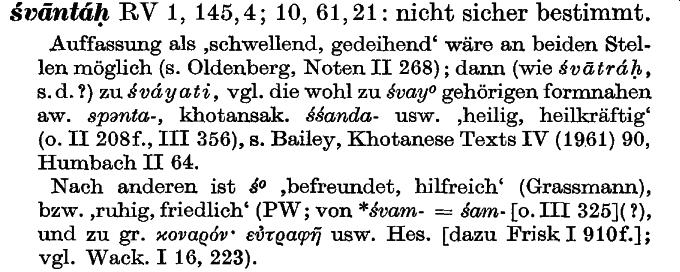 śvāntáḥ RV 1, 145,4; 10, 61,21: nicht sicher bestimmt.
Auffassung als ‚schwellend, gedeihend‘ wäre an beiden Stel-
len möglich (s. Oldenberg, Noten II 268); dann (wie śvātráḥ,
s. d. ?) zu śváyati, vgl. die wohl zu śvayº gehörigen formnahen
aw. spənta-, khotansak. śśanda- usw. ‚heilig, heilkräftig‘
(o. II 208f., III 356), s. Bailey, Khotanese Texts IV (1961) 90,
Humbach II 64.
Nach anderen ist śº ‚befreundet, hilfreich‘ (Grassmann),
bzw. ‚ruhig, friedlich‘ (PW; von *śvam- = śam- [o. III 325](?),
und zu gr. κοναρόν· εὐτραφῆ usw. Hes. [dazu Frisk I 910f.];
vgl. Wack. I 16, 223).